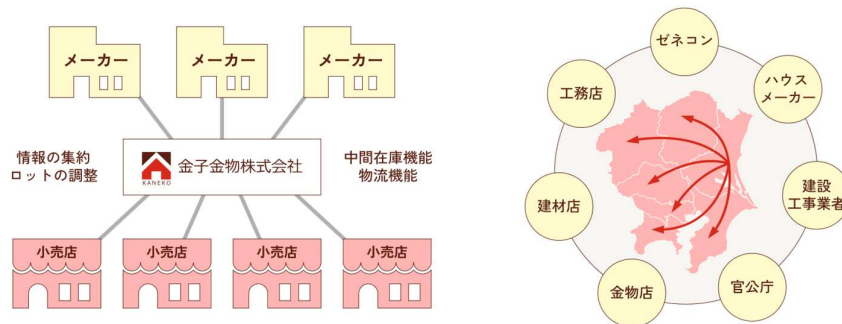 メーカー
メーカー
メーカー
情報の集約
ロットの調整
KANEKO
金子金物株式会社
中間在庫機能
物流機能
小売店
小売店
小売店
小売店
ゼネコン
ハウス
メーカー
建設
工事業者
官公庁
金物店
建材店
工務店